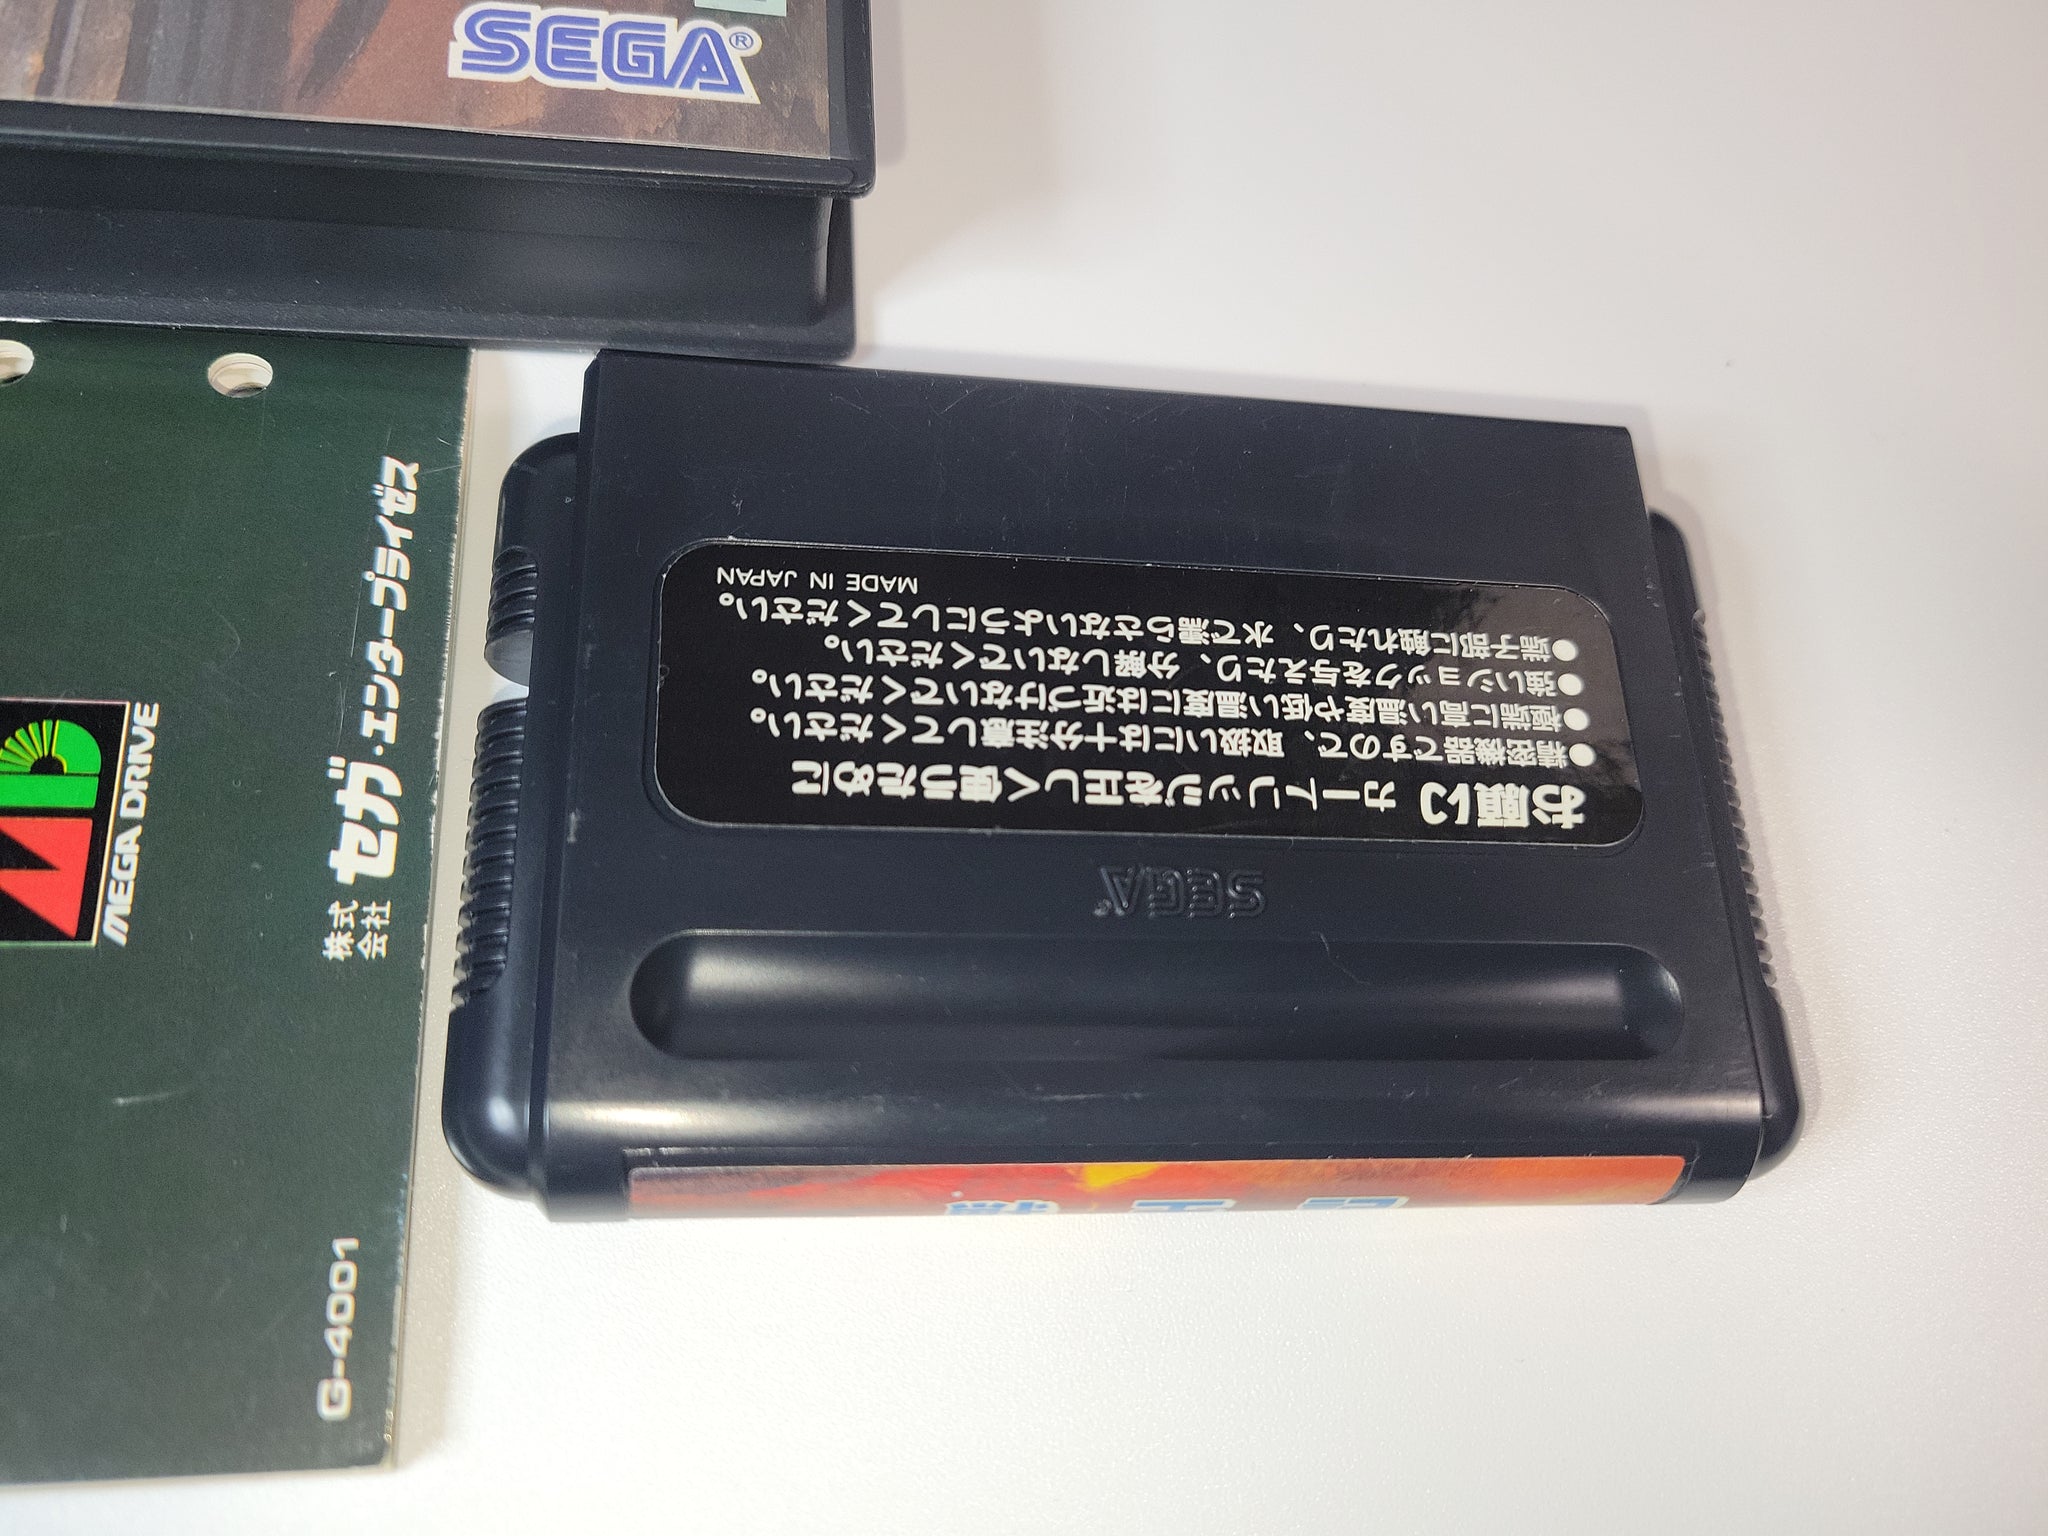 SEGA®
MEGA DRIVE
株式
会社
セガ・エンタープライゼス
G-4001
お願い カートリッジを正しく使うために
●精密機器ですので、取扱いには十分注意してください。
●極端に高い温度や低い温度には近づけないでください。
●強いショックを与えたり、分解しないでください。
●端子部に触れたり、水で濡らさないようにしてください。
MADE IN JAPAN
SEGA®